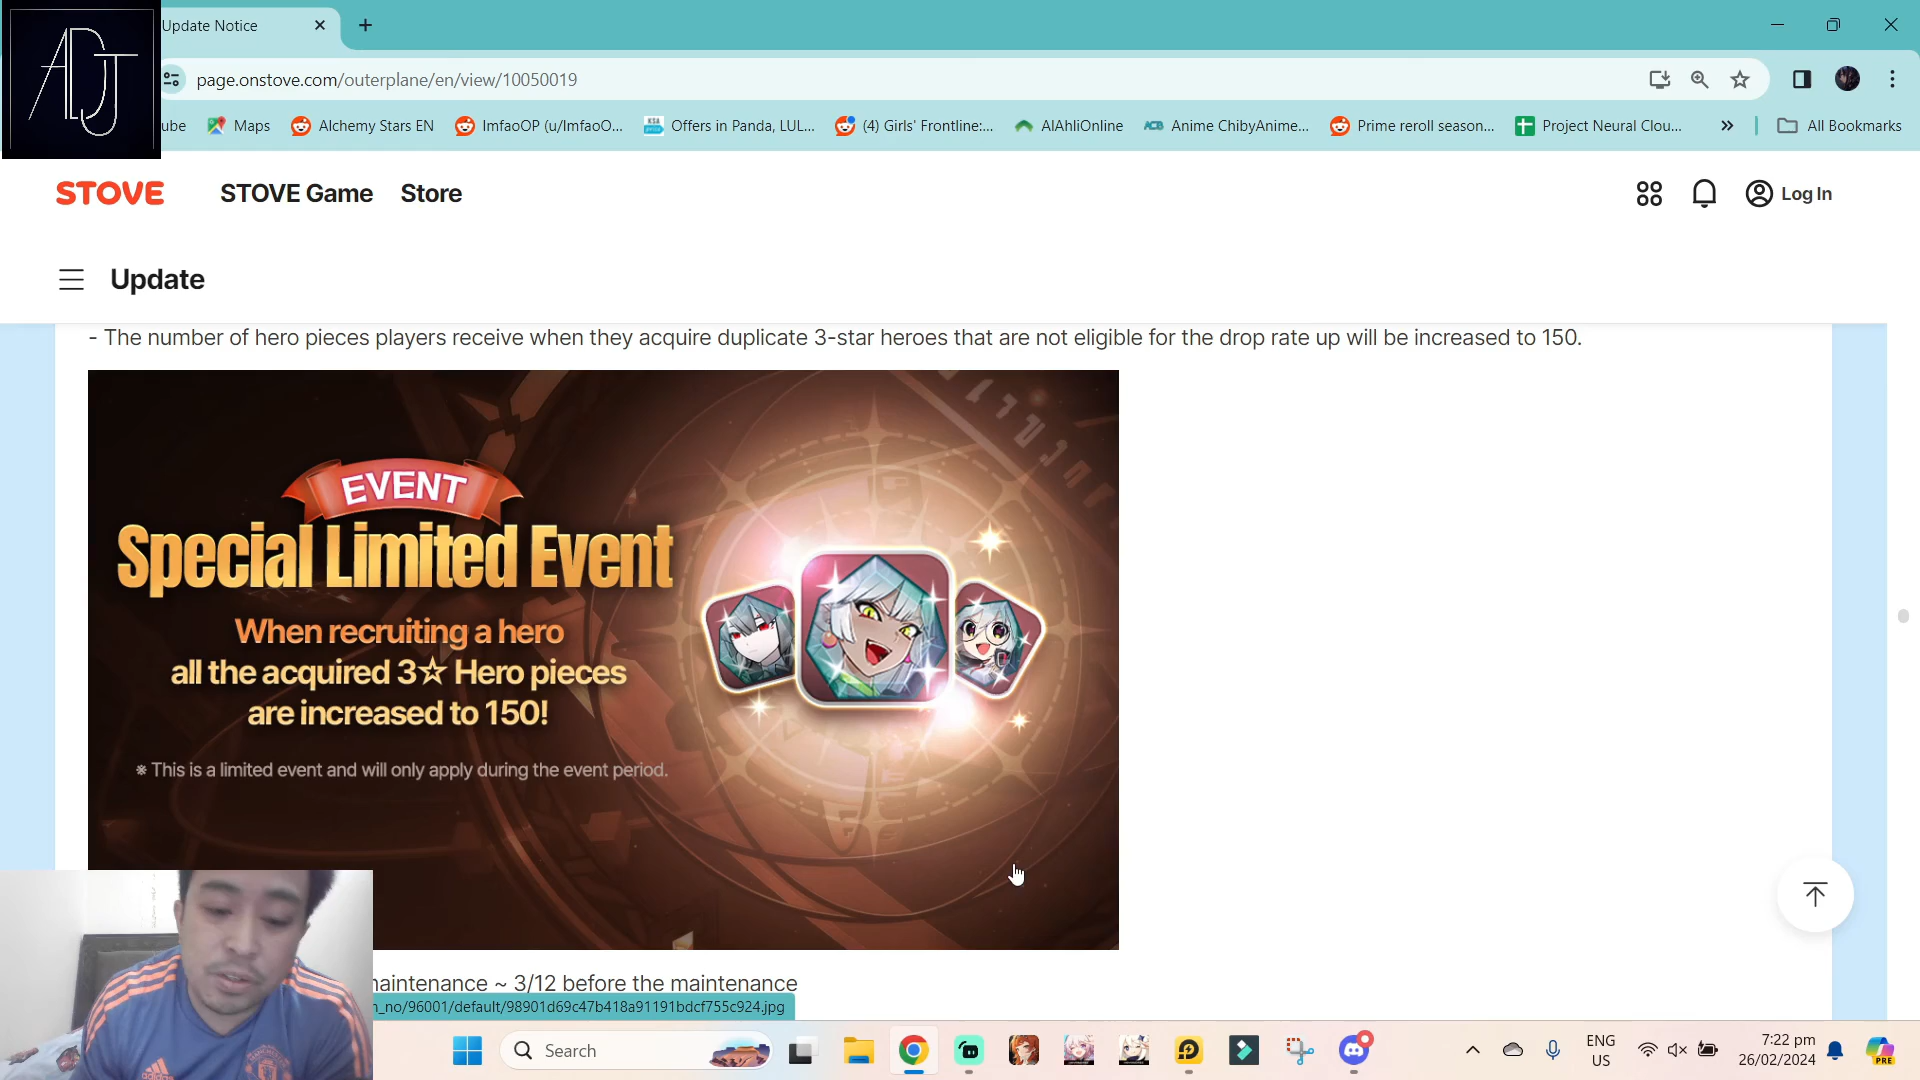 ADJ
Update Notice
page.onstove.com/outerplane/en/view/10050019
ube
Maps
Alchemy Stars EN
ImfaoOP (u/ImfaoO...
Offers in Panda, LUL...
(4) Girls' Frontline:...
AlAhliOnline
Anime ChibyAnime...
Prime reroll season...
Project Neural Clou...
All Bookmarks
STOVE
STOVE Game
Store
Log In
Update
- The number of hero pieces players receive when they acquire duplicate 3-star heroes that are not eligible for the drop rate up will be increased to 150.
EVENT
Special Limited Event
When recruiting a hero
all the acquired 3☆ Hero pieces
are increased to 150!
※ This is a limited event and will only apply during the event period.
aintenance ~ 3/12 before the maintenance
_no/96001/default/98901d69c47b418a91191bdcf755c924.jpg
Search
ENG
US
7:22 pm
26/02/2024
PRE